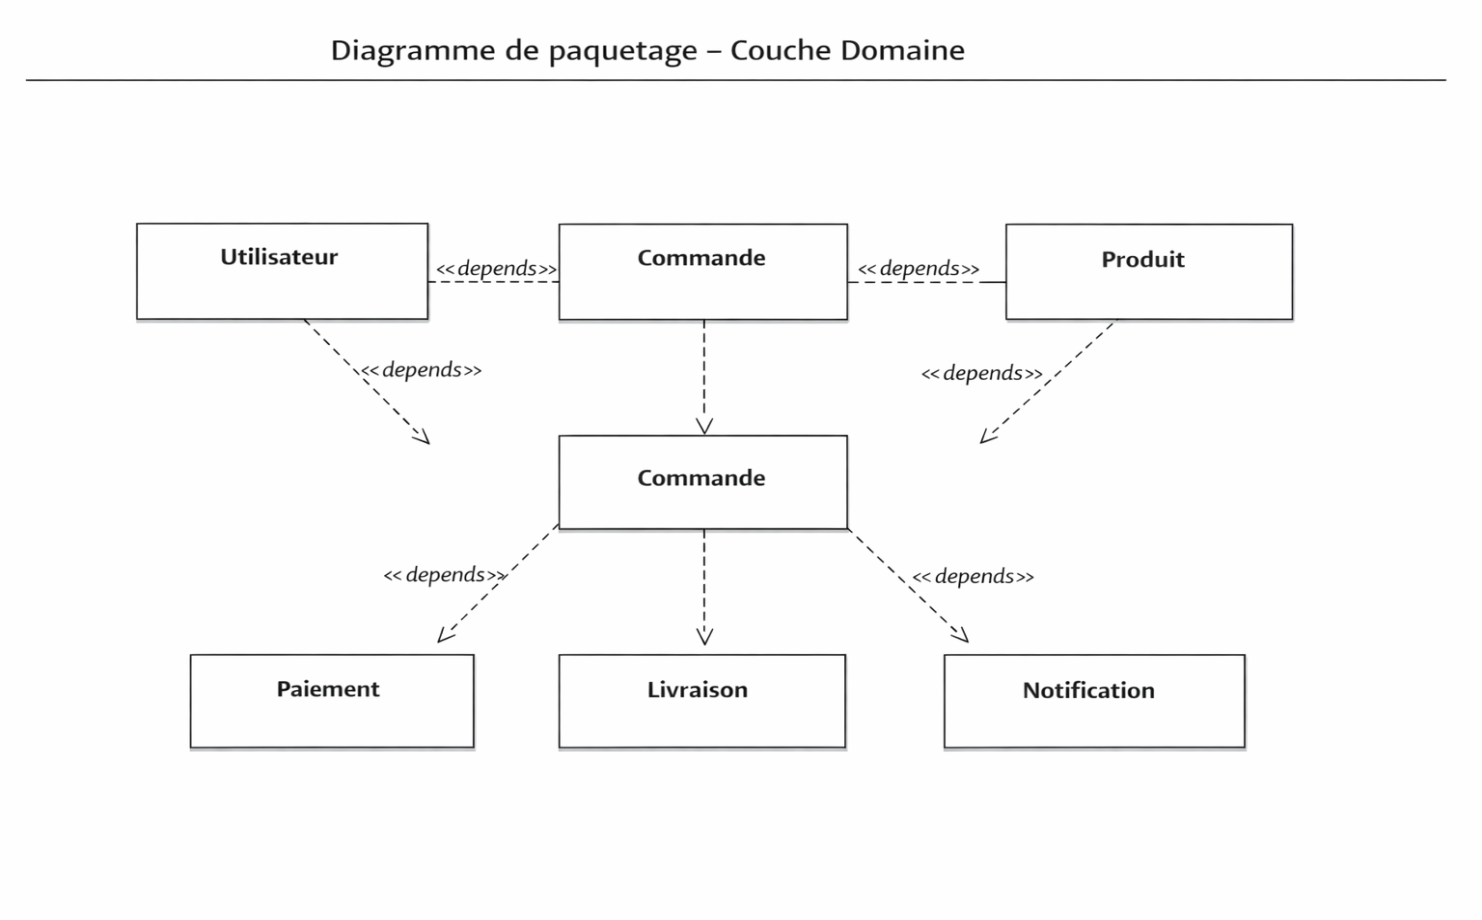 Diagramme de paquetage – Couche Domaine
Utilisateur
<<depends>>
Commande
<<depends>>
Produit
<<depends>>
<<depends>>
Commande
<<depends>>
<<depends>>
Paiement
Livraison
Notification